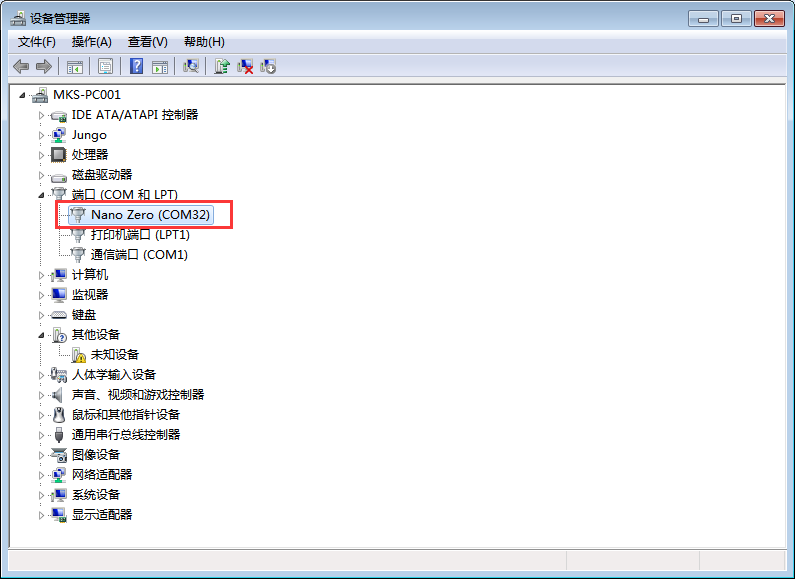 设备管理器
文件(F) 操作(A) 查看(V) 帮助(H)
MKS-PC001
IDE ATA/ATAPI 控制器
Jungo
处理器
磁盘驱动器
端口 (COM 和 LPT)
Nano Zero (COM32)
打印机端口 (LPT1)
通信端口 (COM1)
计算机
监视器
键盘
其他设备
未知设备
人体学输入设备
声音、视频和游戏控制器
鼠标和其他指针设备
通用串行总线控制器
图像设备
网络适配器
系统设备
显示适配器